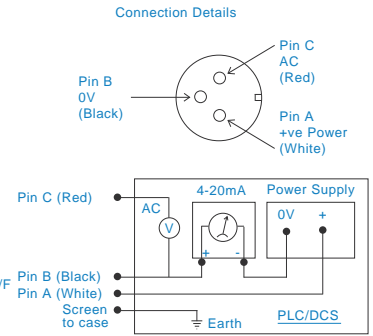 Connection Details
Pin C
AC
(Red)
Pin B
0V
(Black)
Pin A
+ve Power
(White)
4-20mA
Power Supply
Pin C (Red)
AC
V
0V
+
+
-
/F
Pin B (Black)
Pin A (White)
Screen
to case
Earth
PLC/DCS